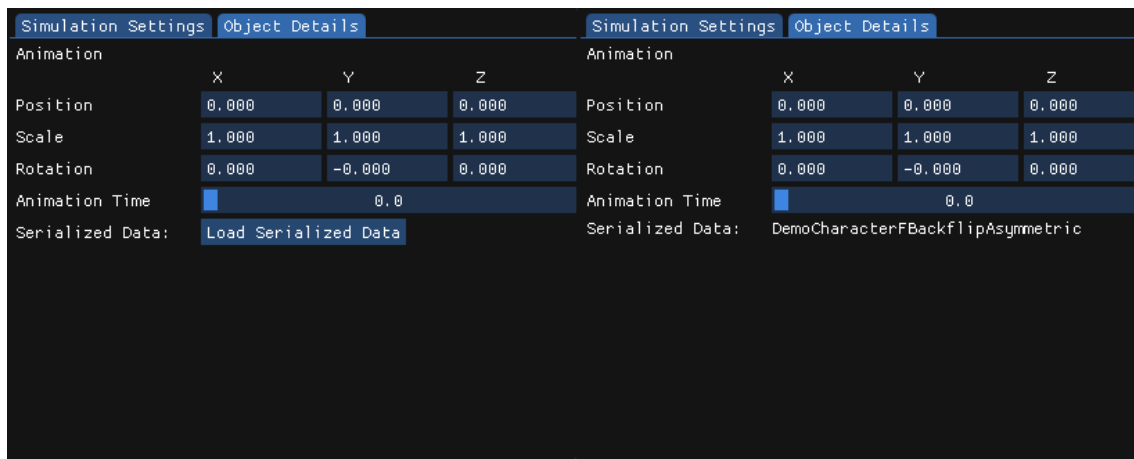 Simulation Settings Object Details
Animation
X Y Z
Position 0.000 0.000 0.000
Scale 1.000 1.000 1.000
Rotation 0.000 -0.000 0.000
Animation Time 0.0
Serialized Data: Load Serialized Data
Simulation Settings Object Details
Animation
X Y Z
Position 0.000 0.000 0.000
Scale 1.000 1.000 1.000
Rotation 0.000 -0.000 0.000
Animation Time 0.0
Serialized Data: DemoCharacterFBackflipAsymmetric